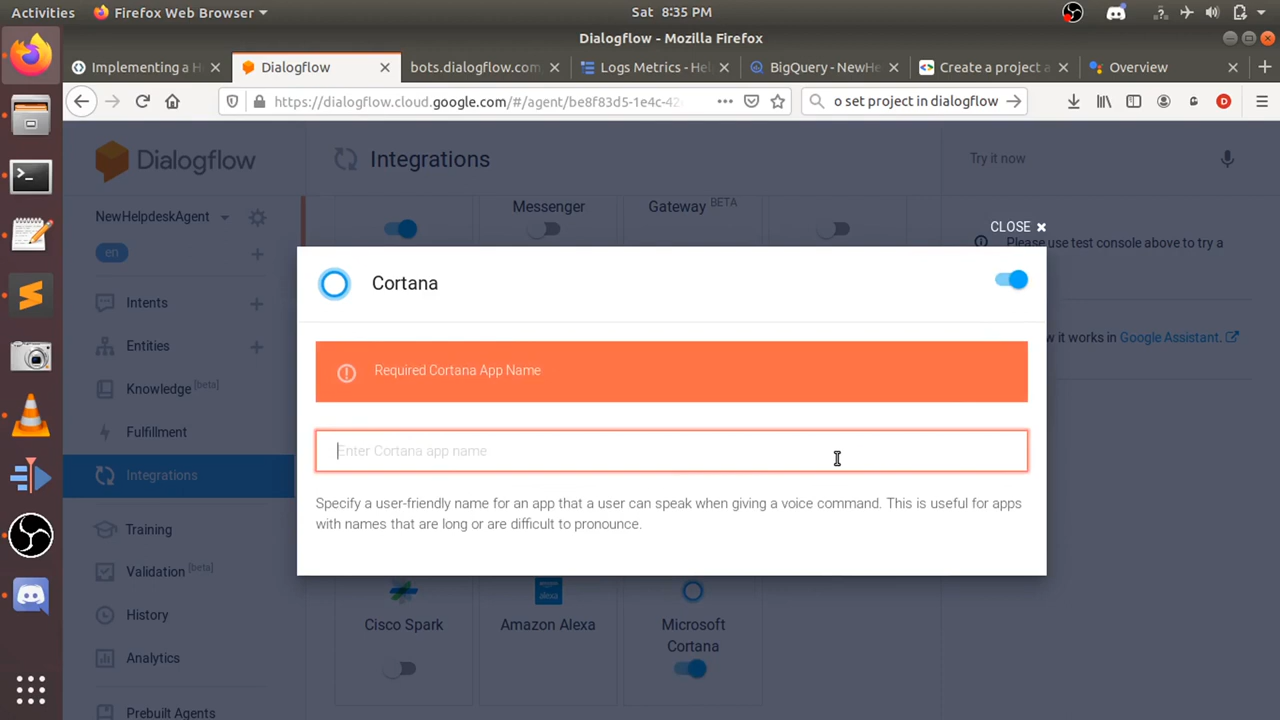 Activities
Firefox Web Browser
Sat 8:35 PM
Dialogflow - Mozilla Firefox
Implementing a H
Dialogflow
bots.dialogflow.com
Logs Metrics - Hel
BigQuery - NewHe
Create a project a
Overview
https://dialogflow.cloud.google.com/#/agent/be8f83d5-1e4c-42
o set project in dialogflow
Dialogflow
Integrations
Try it now
NewHelpdeskAgent
Messenger
Gateway BETA
CLOSE
Please use test console above to try a
en
Cortana
Intents
w it works in Google Assistant.
Entities
Required Cortana App Name
Knowledge [beta]
Fulfillment
Enter Cortana app name
Integrations
Specify a user-friendly name for an app that a user can speak when giving a voice command. This is useful for apps
with names that are long or are difficult to pronounce.
Training
Validation [beta]
History
Cisco Spark
Amazon Alexa
Microsoft
Cortana
Analytics
Prebuilt Agents